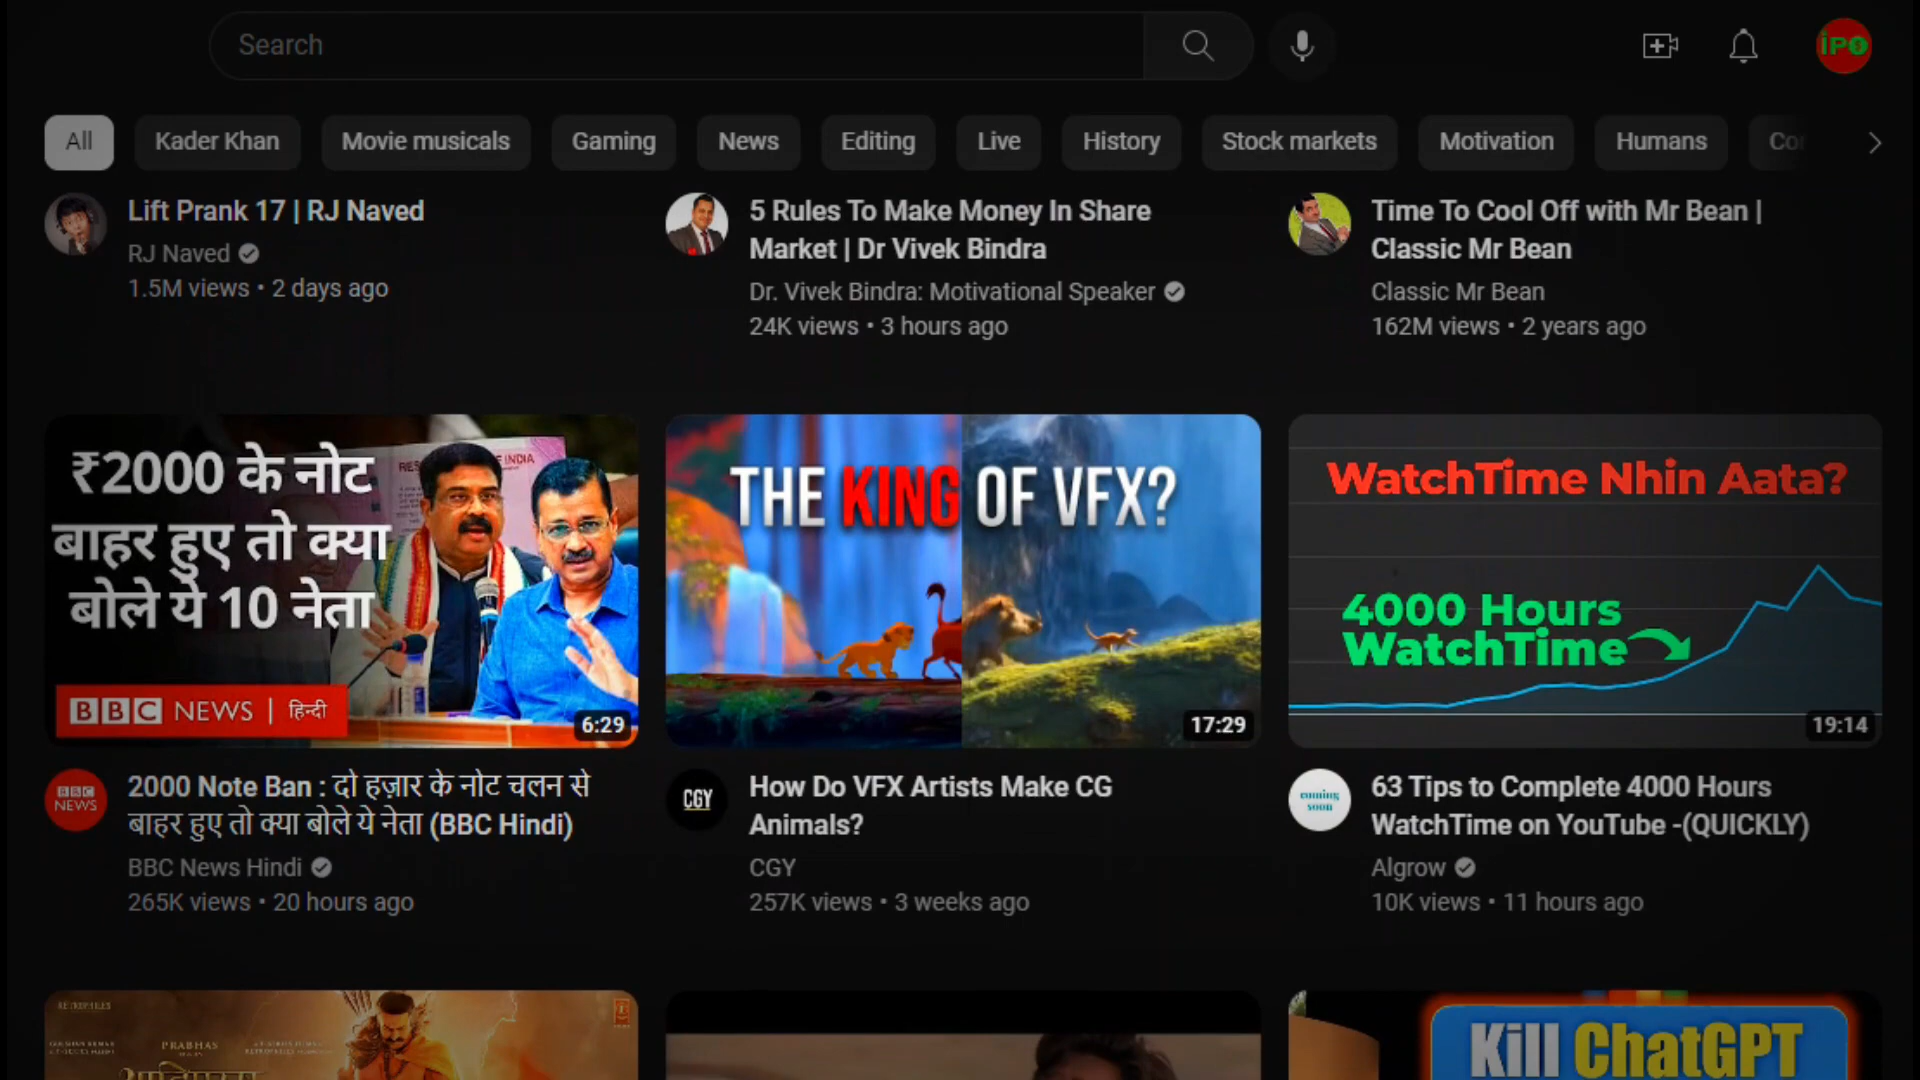 Search
iPO
All
Kader Khan
Movie musicals
Gaming
News
Editing
Live
History
Stock markets
Motivation
Humans
Lift Prank 17 | RJ Naved
RJ Naved
1.5M views • 2 days ago
5 Rules To Make Money In Share
Market | Dr Vivek Bindra
Dr. Vivek Bindra: Motivational Speaker
24K views • 3 hours ago
Time To Cool Off with Mr Bean |
Classic Mr Bean
Classic Mr Bean
162M views • 2 years ago
₹2000 के नोट
बाहर हुए तो क्या
बोले ये 10 नेता
BBC NEWS | हिन्दी
6:29
THE KING OF VFX?
17:29
WatchTime Nhin Aata?
4000 Hours
WatchTime
19:14
BBC
NEWS
2000 Note Ban : दो हज़ार के नोट चलन से
बाहर हुए तो क्या बोले ये नेता (BBC Hindi)
BBC News Hindi
265K views • 20 hours ago
CGY
How Do VFX Artists Make CG
Animals?
CGY
257K views • 3 weeks ago
coming
soon
63 Tips to Complete 4000 Hours
WatchTime on YouTube -(QUICKLY)
Algrow
10K views • 11 hours ago
RETROPHILES
PRABHAS
Kill ChatGPT